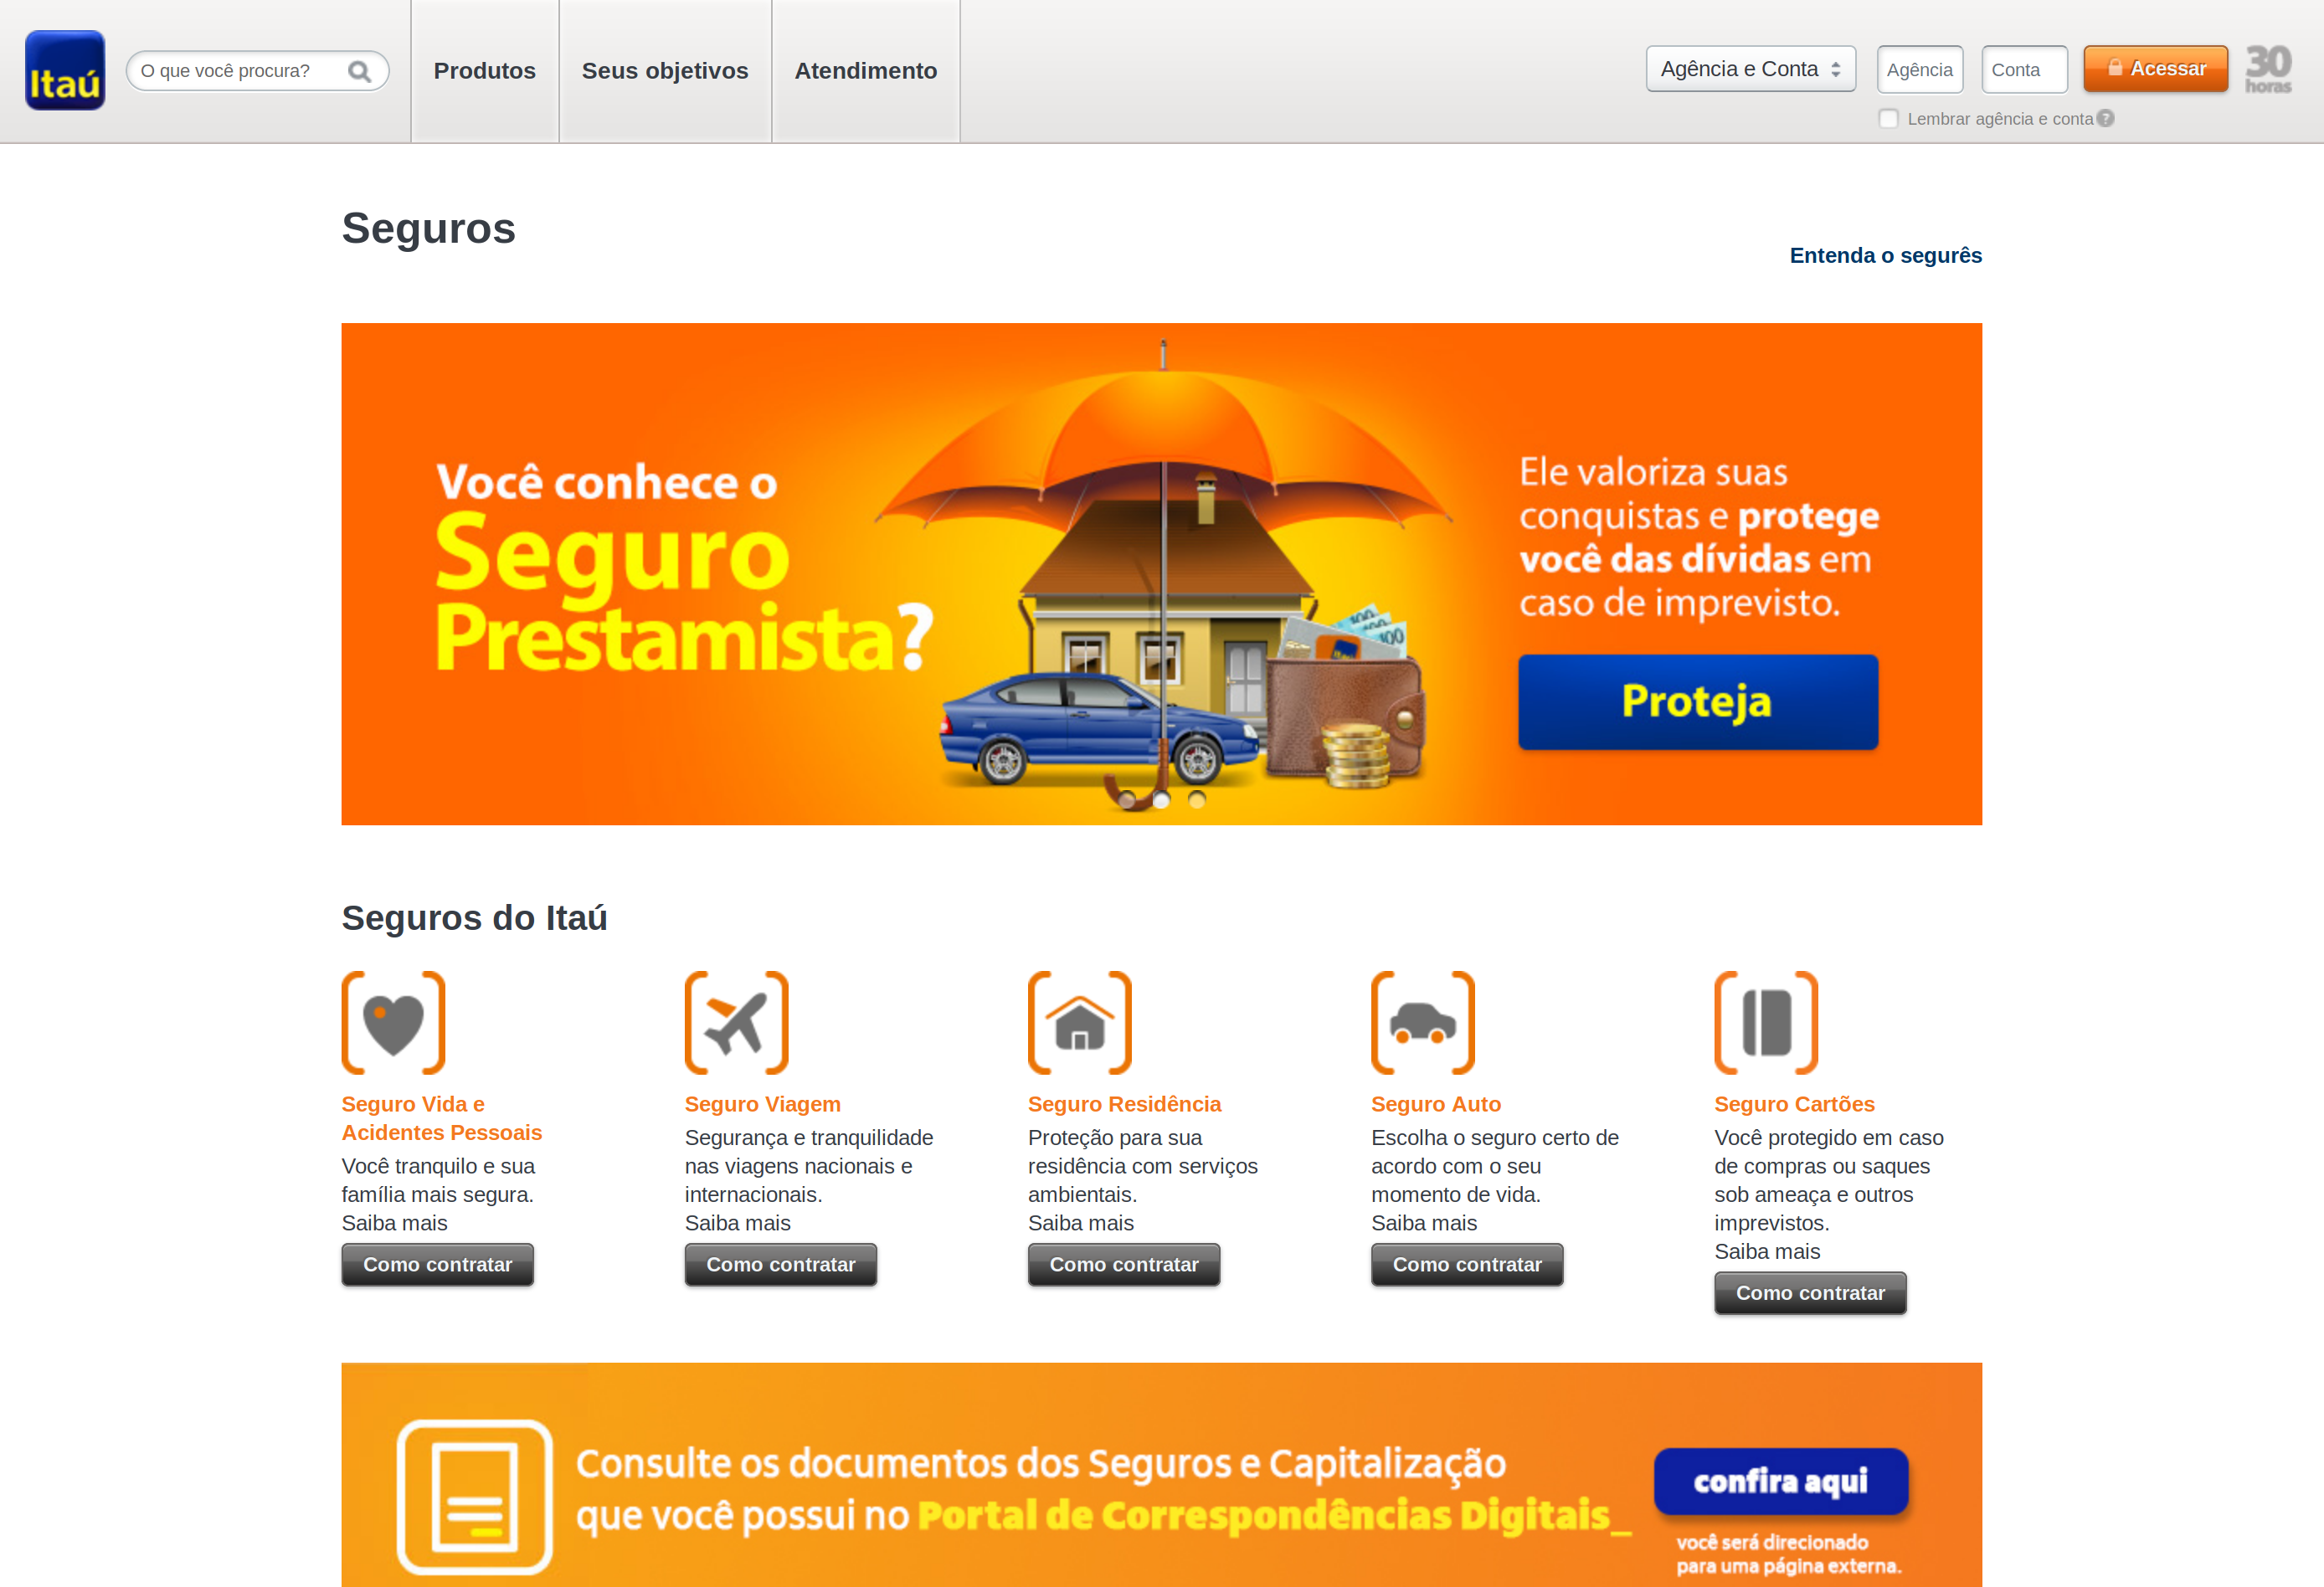 Itaú
O que você procura?
Produtos
Seus objetivos
Atendimento
Agência e Conta
Agência
Conta
Acessar
30
horas
Lembrar agência e conta
?
Seguros
Entenda o segurês
Você conhece o
Seguro
Prestamista?
Ele valoriza suas
conquistas e protege
você das dívidas em
caso de imprevisto.
Proteja
100
100
Seguros do Itaú
Seguro Vida e
Acidentes Pessoais
Você tranquilo e sua
família mais segura.
Saiba mais
Como contratar
Seguro Viagem
Segurança e tranquilidade
nas viagens nacionais e
internacionais.
Saiba mais
Como contratar
Seguro Residência
Proteção para sua
residência com serviços
ambientais.
Saiba mais
Como contratar
Seguro Auto
Escolha o seguro certo de
acordo com o seu
momento de vida.
Saiba mais
Como contratar
Seguro Cartões
Você protegido em caso
de compras ou saques
sob ameaça e outros
imprevistos.
Saiba mais
Como contratar
Consulte os documentos dos Seguros e Capitalização
que você possui no Portal de Correspondências Digitais_
confira aqui
você será direcionado
para uma página externa.